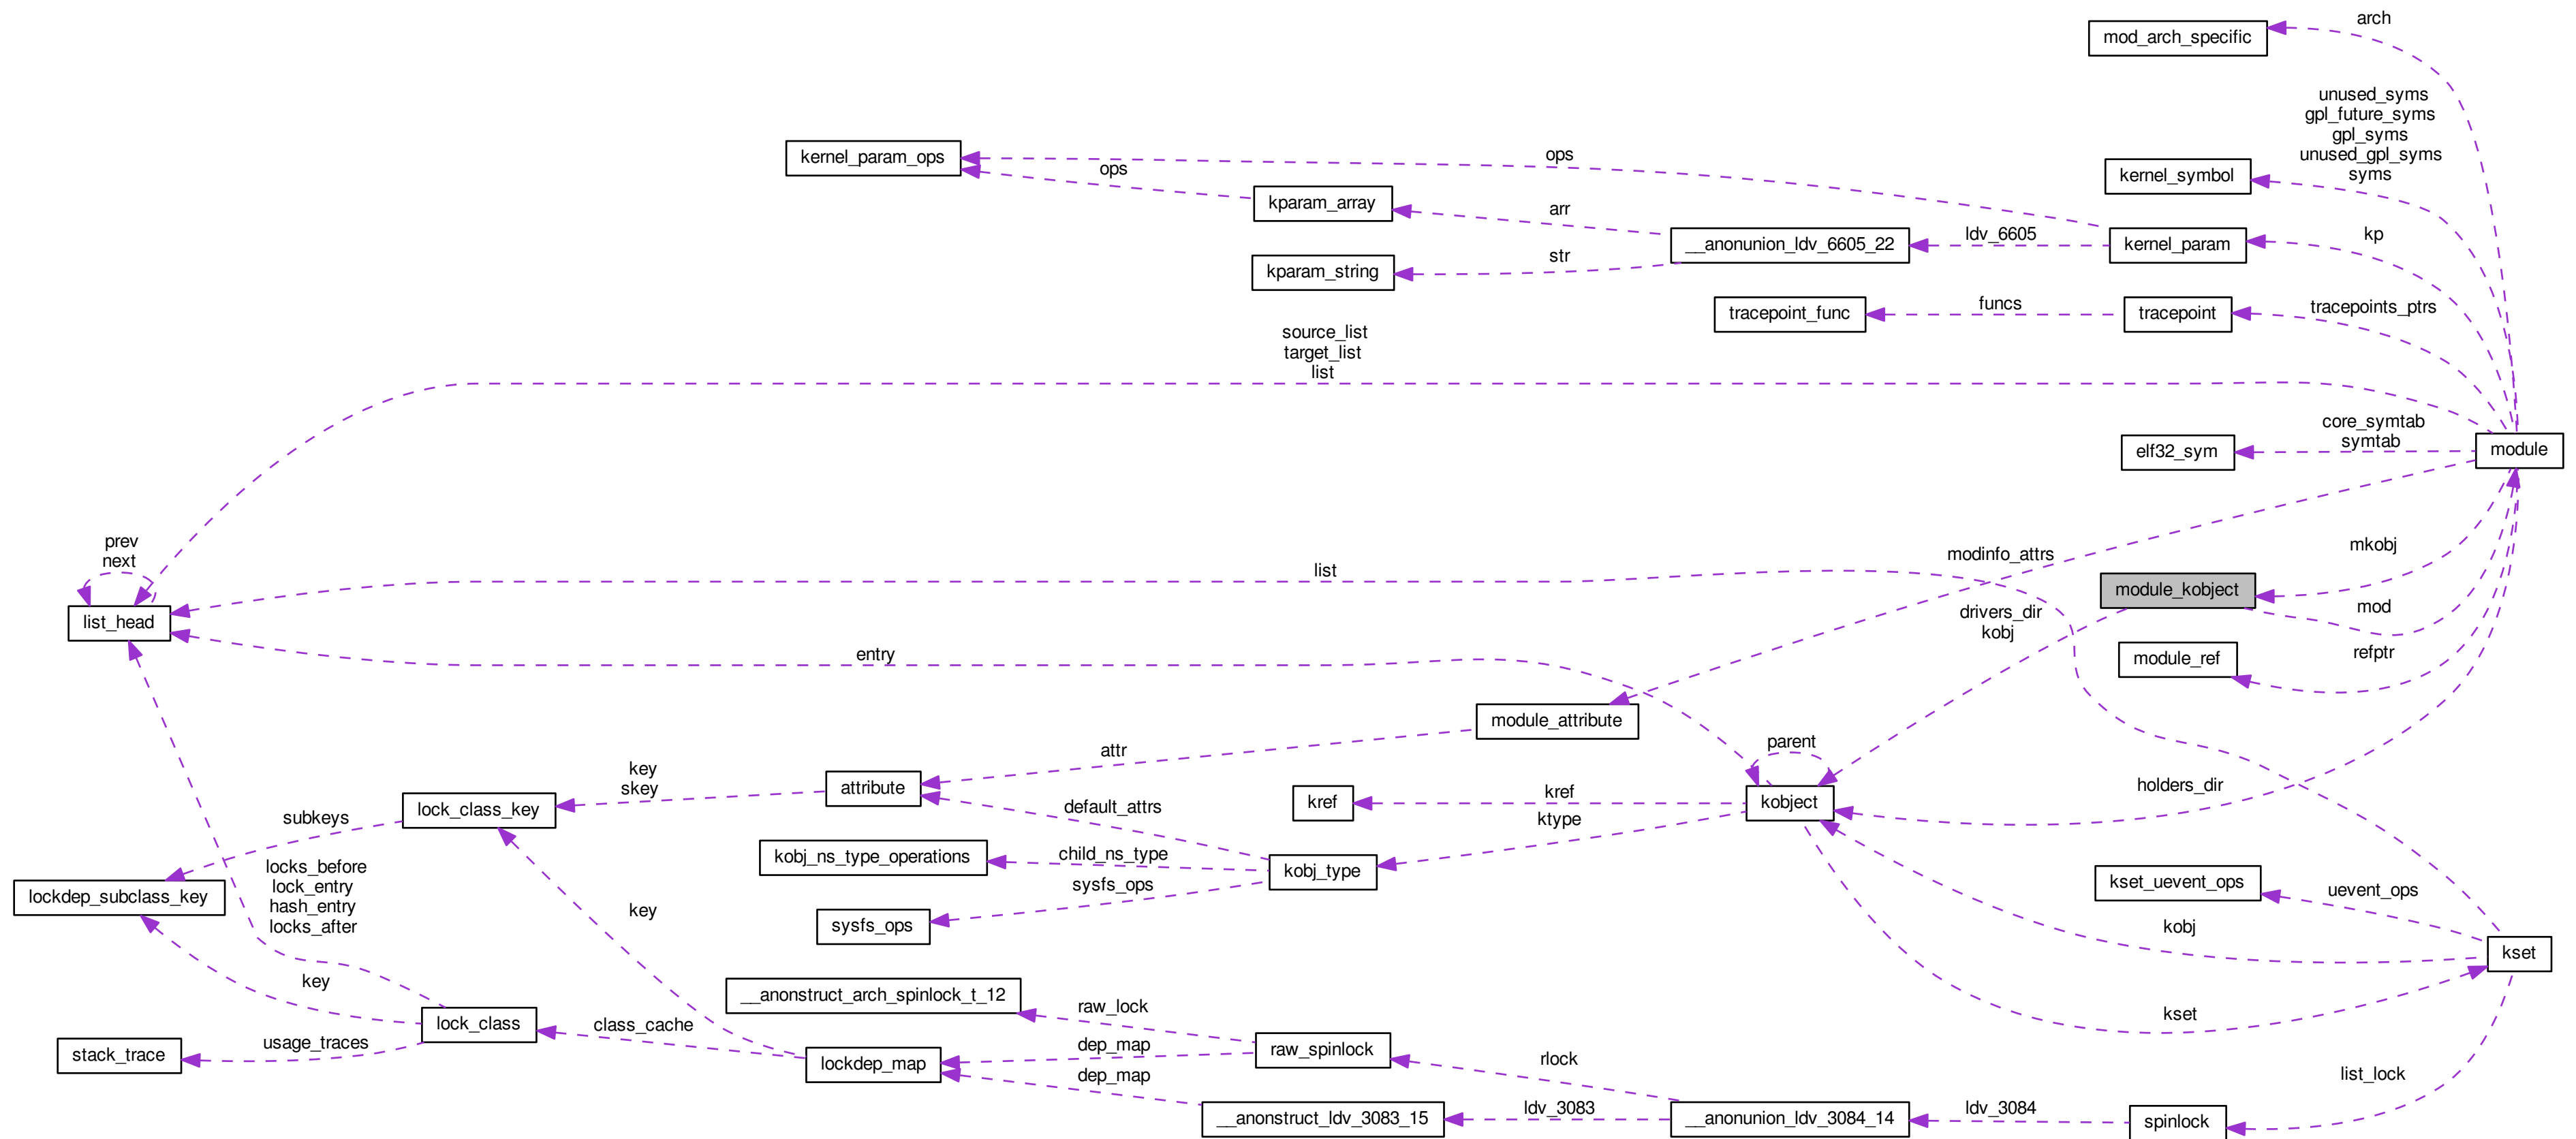 arch
mod_arch_specific
unused_syms
gpl_future_syms
gpl_syms
unused_gpl_syms
syms
kernel_param_ops
ops
ops
kernel_symbol
kparam_array
arr
__anonunion_ldv_6605_22
ldv_6605
kernel_param
kp
kparam_string
str
tracepoint_func
funcs
tracepoint
tracepoints_ptrs
source_list
target_list
list
core_symtab
symtab
elf32_sym
module
prev
next
list_head
list
modinfo_attrs
mkobj
module_kobject
mod
drivers_dir
kobj
entry
module_ref
refptr
module_attribute
attr
parent
key
skey
attribute
lock_class_key
subkeys
default_attrs
kref
kref
ktype
kobject
holders_dir
kobj_ns_type_operations
child_ns_type
kobj_type
sysfs_ops
sysfs_ops
locks_before
lock_entry
hash_entry
locks_after
lockdep_subclass_key
key
kset_uevent_ops
uevent_ops
kobj
kset
key
lock_class
stack_trace
usage_traces
class_cache
__anonstruct_arch_spinlock_t_12
raw_lock
raw_spinlock
dep_map
lockdep_map
dep_map
rlock
kset
list_lock
__anonstruct_ldv_3083_15
ldv_3083
__anonunion_ldv_3084_14
ldv_3084
spinlock